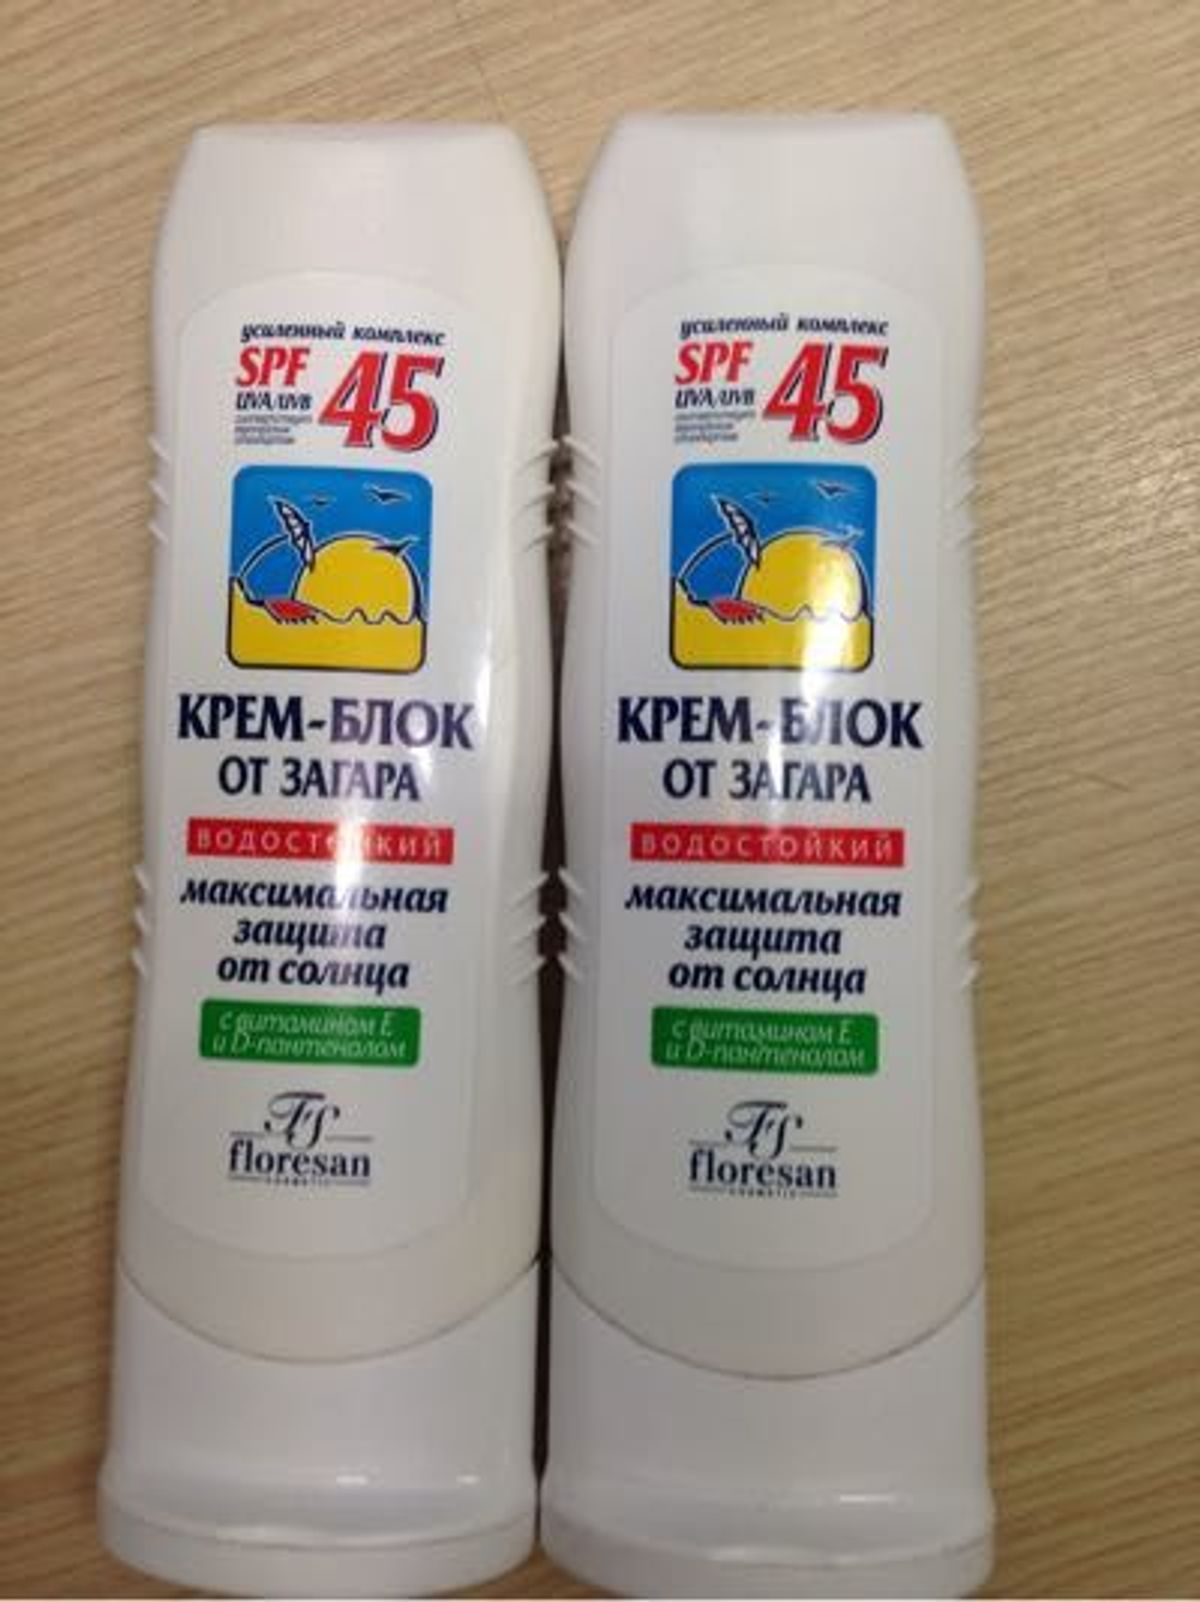 усиленный комплекс
SPF 45
UVA/UVB
КРЕМ-БЛОК
ОТ ЗАГАРА
ВОДОСТОЙКИЙ
максимальная
защита
от солнца
с витамином Е
и D-пантенолом
FS
floresan
COSMETIC
усиленный комплекс
SPF 45
UVA/UVB
КРЕМ-БЛОК
ОТ ЗАГАРА
ВОДОСТОЙКИЙ
максимальная
защита
от солнца
с витамином Е
и D-пантенолом
FS
floresan
COSMETIC